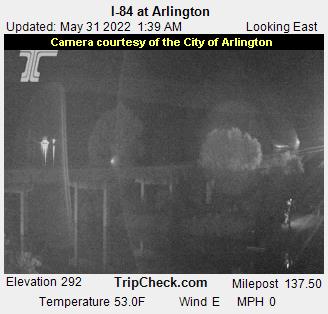 I-84 at Arlington
Updated: May 31 2022 1:39 AM Looking East
Camera courtesy of the City of Arlington
Elevation 292 TripCheck.com Milepost 137.50
Temperature 53.0F Wind E MPH 0